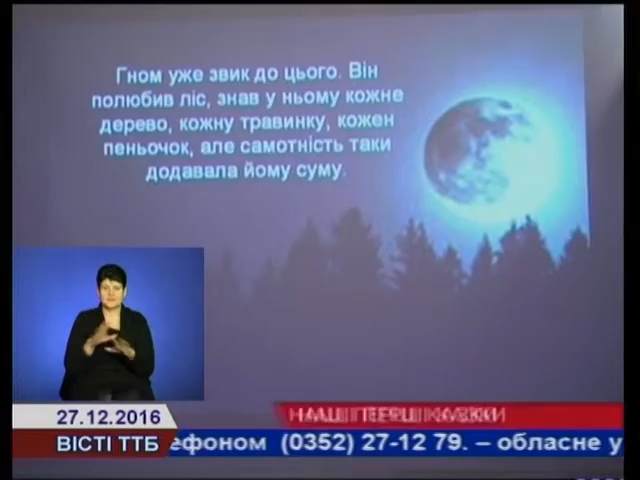 Гном уже звик до цього. Він
полюбив ліс, знав у ньому кожне
дерево, кожну травинку, кожен
пеньочок, але самотність таки
додавала йому суму.
27.12.2016
ВІСТІ ТТБ
ефоном (0352) 27-12 79. – обласне у